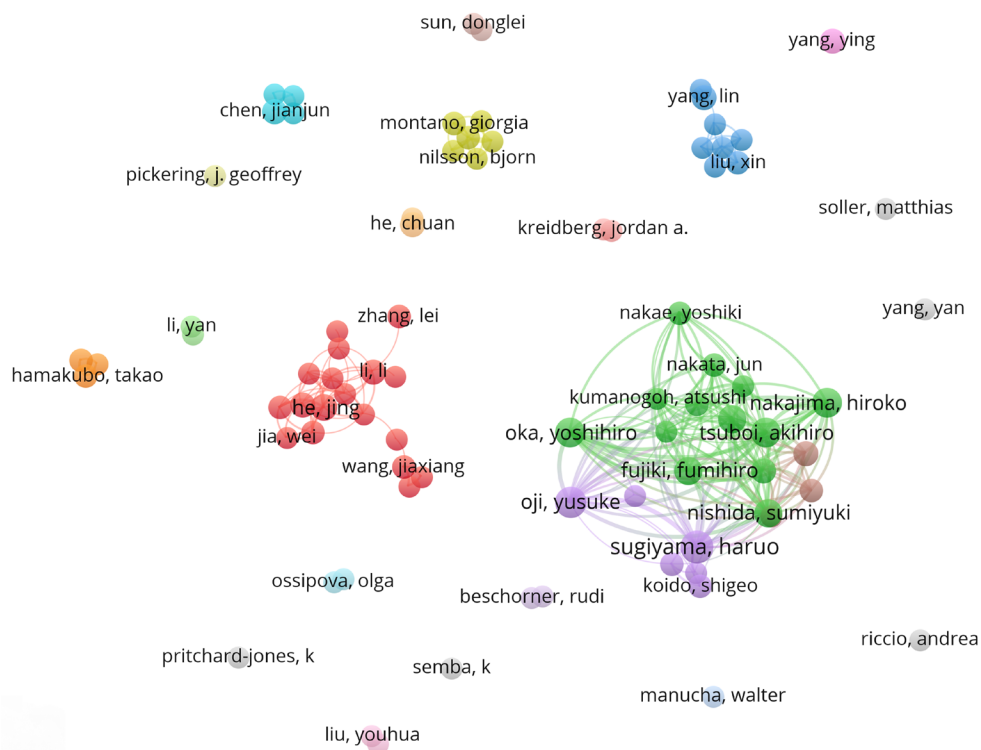 sun, donglei
yang, ying
yang, lin
chen, jianjun
montano, giorgia
nilsson, bjorn
liu, xin
pickering, j. geoffrey
soller, matthias
he, chuan
kreidberg, jordan a.
yang, yan
nakae, yoshiki
zhang, lei
li, yan
nakata, jun
li, li
hamakubo, takao
kumanogoh, atsushi
nakajima, hiroko
he, jing
oka, yoshihiro
tsuboi, akihiro
jia, wei
wang, jiaxiang
fujiki, fumihiro
oji, yusuke
nishida, sumiyuki
sugiyama, haruo
ossipova, olga
koido, shigeo
beschorner, rudi
riccio, andrea
pritchard-jones, k
semba, k
manucha, walter
liu, youhua